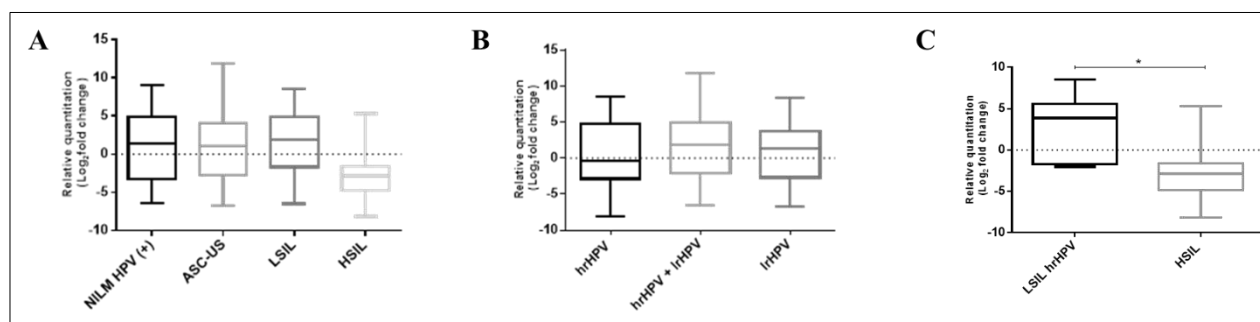 A
Relative quantitation
(Log₂ fold change)
15
10
5
0
-5
-10
NILM HPV (+)
ASC-US
LSIL
HSIL
B
Relative quantitation
(Log₂ fold change)
15
10
5
0
-5
-10
hrHPV
hrHPV + lrHPV
lrHPV
C
Relative quantitation
(Log₂ fold change)
10
5
0
-5
-10
*
LSIL hrHPV
HSIL